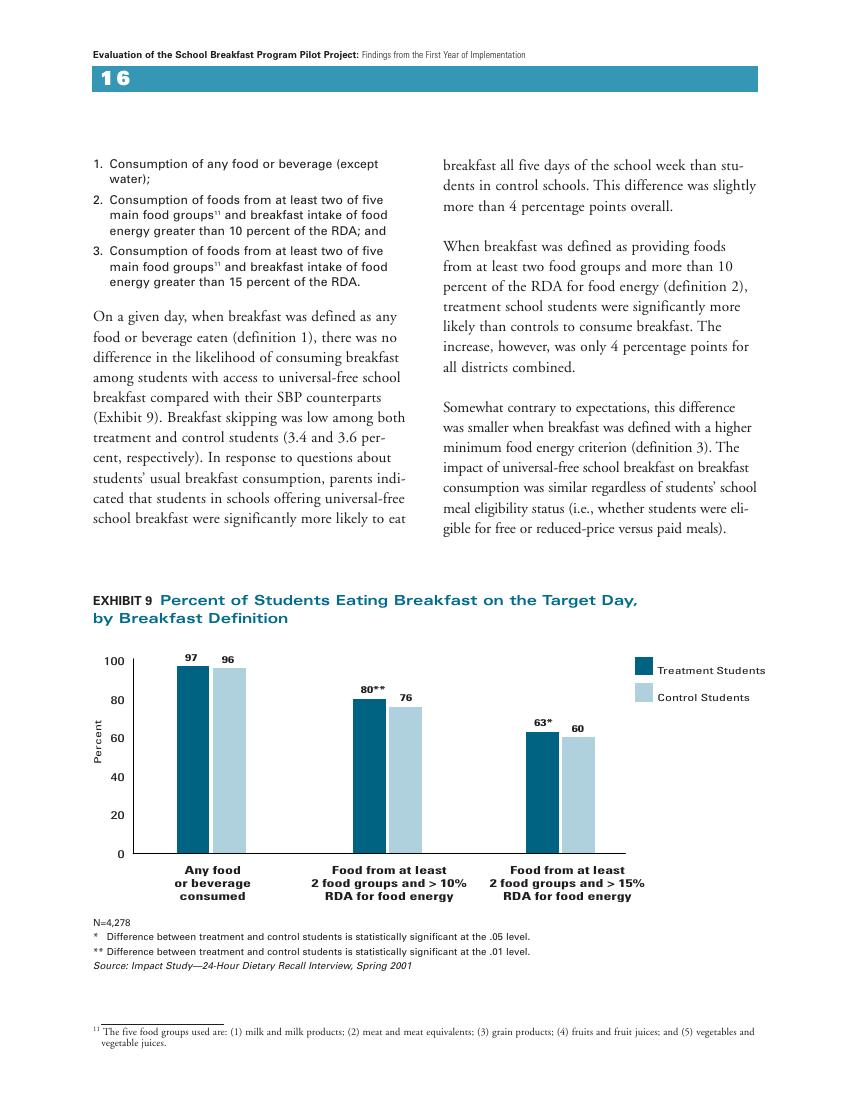 Evaluation of the School Breakfast Program Pilot Project: Findings from the First Year of Implementation
16
1. Consumption of any food or beverage (except
water);
2. Consumption of foods from at least two of five
main food groups¹¹ and breakfast intake of food
energy greater than 10 percent of the RDA; and
3. Consumption of foods from at least two of five
main food groups¹¹ and breakfast intake of food
energy greater than 15 percent of the RDA.
On a given day, when breakfast was defined as any
food or beverage eaten (definition 1), there was no
difference in the likelihood of consuming breakfast
among students with access to universal-free school
breakfast compared with their SBP counterparts
(Exhibit 9). Breakfast skipping was low among both
treatment and control students (3.4 and 3.6 per-
cent, respectively). In response to questions about
students’ usual breakfast consumption, parents indi-
cated that students in schools offering universal-free
school breakfast were significantly more likely to eat
breakfast all five days of the school week than stu-
dents in control schools. This difference was slightly
more than 4 percentage points overall.
When breakfast was defined as providing foods
from at least two food groups and more than 10
percent of the RDA for food energy (definition 2),
treatment school students were significantly more
likely than controls to consume breakfast. The
increase, however, was only 4 percentage points for
all districts combined.
Somewhat contrary to expectations, this difference
was smaller when breakfast was defined with a higher
minimum food energy criterion (definition 3). The
impact of universal-free school breakfast on breakfast
consumption was similar regardless of students’ school
meal eligibility status (i.e., whether students were eli-
gible for free or reduced-price versus paid meals).
EXHIBIT 9 Percent of Students Eating Breakfast on the Target Day,
by Breakfast Definition
Percent
100
80
60
40
20
0
97
96
80**
76
63*
60
Treatment Students
Control Students
Any food
or beverage
consumed
Food from at least
2 food groups and > 10%
RDA for food energy
Food from at least
2 food groups and > 15%
RDA for food energy
N=4,278
* Difference between treatment and control students is statistically significant at the .05 level.
** Difference between treatment and control students is statistically significant at the .01 level.
Source: Impact Study—24-Hour Dietary Recall Interview, Spring 2001
¹¹ The five food groups used are: (1) milk and milk products; (2) meat and meat equivalents; (3) grain products; (4) fruits and fruit juices; and (5) vegetables and
vegetable juices.